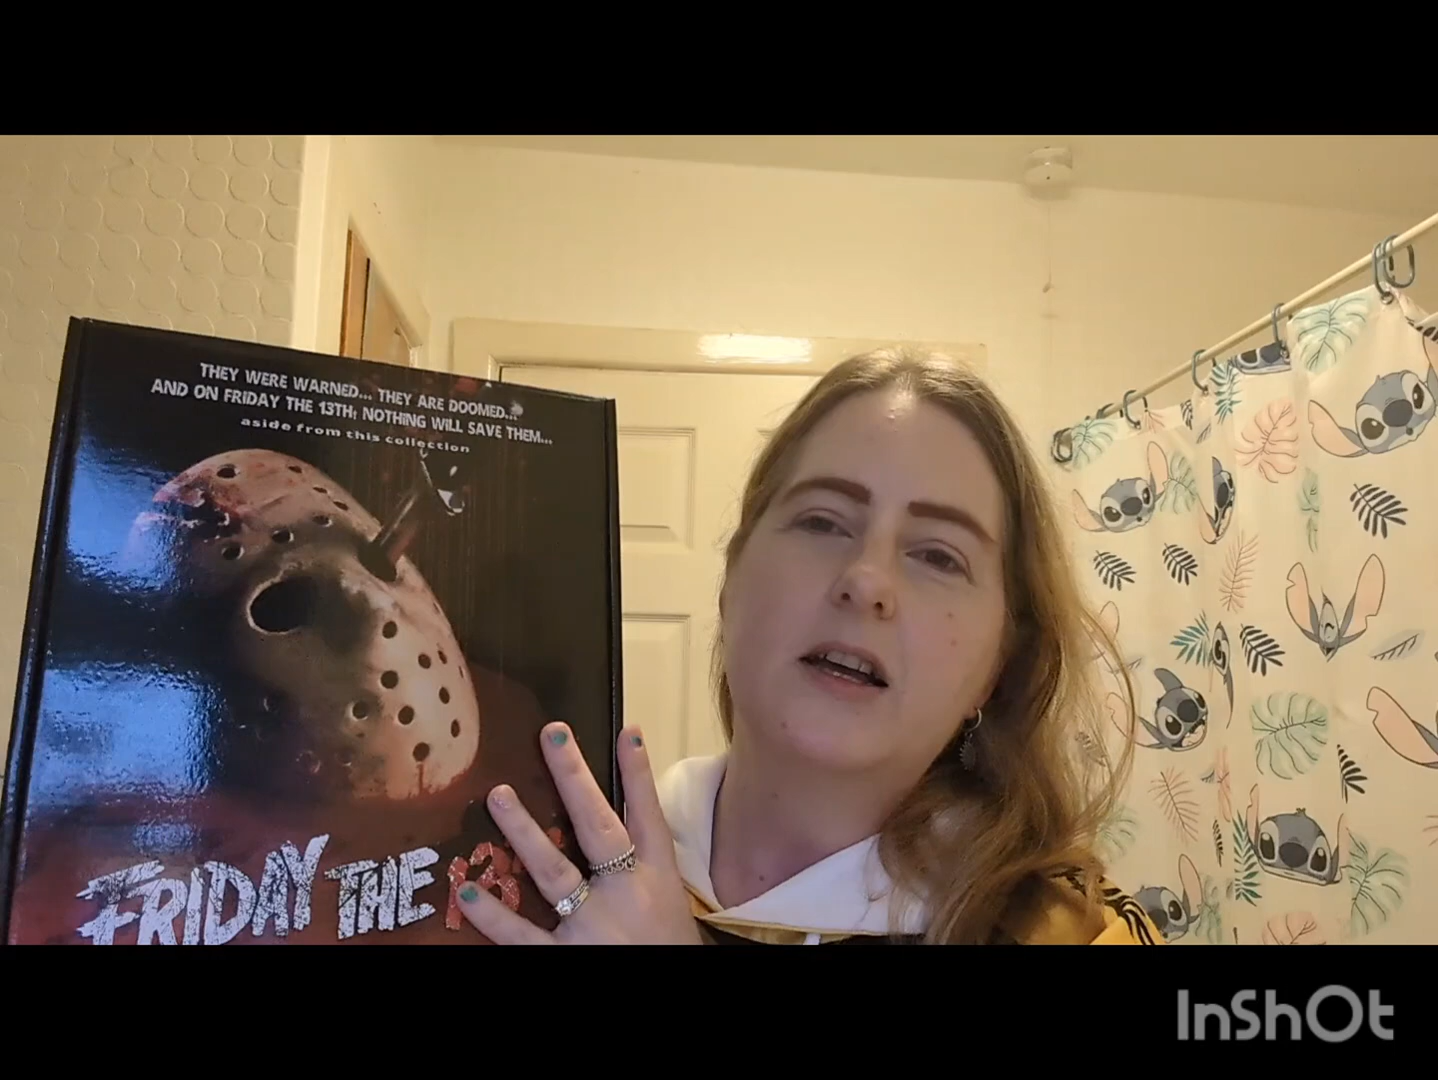 THEY WERE WARNED... THEY ARE DOOMED...
AND ON FRIDAY THE 13TH, NOTHING WILL SAVE THEM...
aside from this collection
FRIDAY THE 13
InShOt